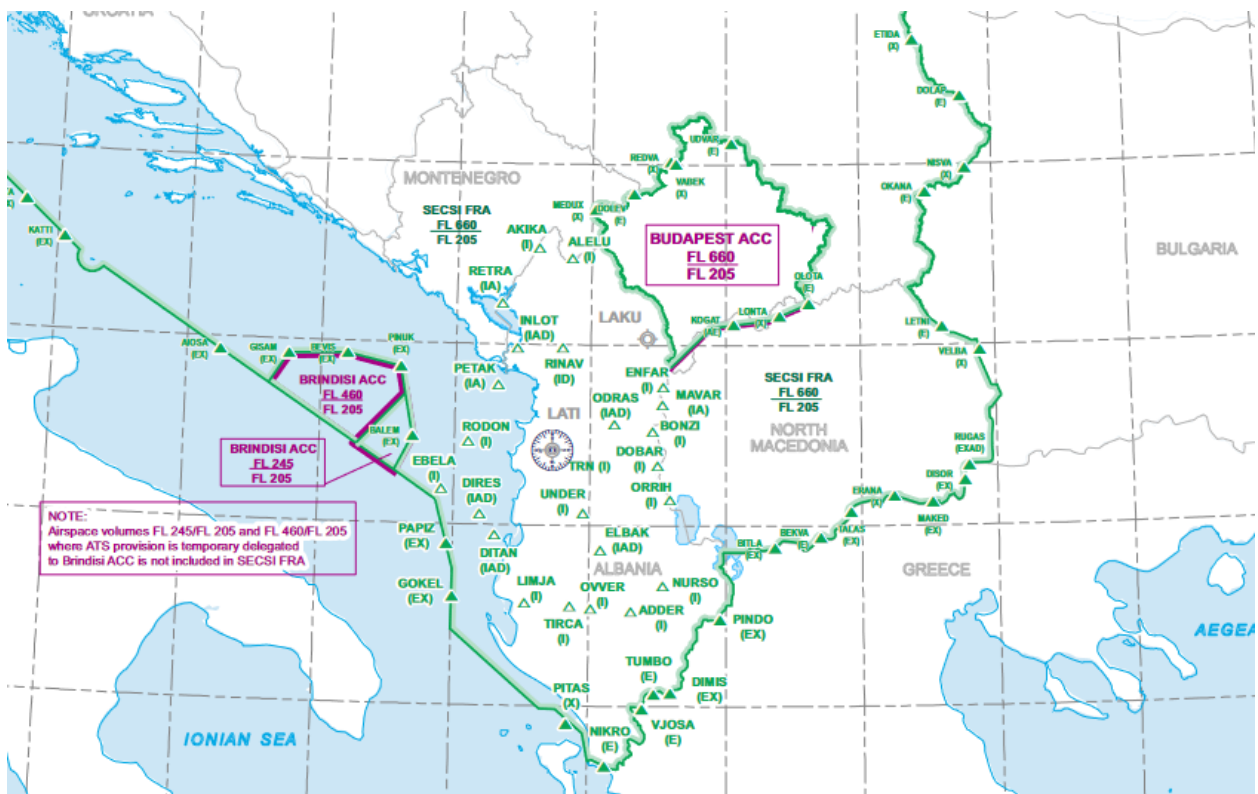 CROATIA
ETIDA
(X)
DOLAP
(E)
UDVAR
(E)
REDVA
(X)
VABEK
(X)
NISVA
(X)
OKANA
(E)
MONTENEGRO
MEDUX
(X)
DOLEV
(E)
KATTI
(EX)
SECSI FRA
FL 660
FL 205
AKIKA
(I)
ALELU
(I)
BUDAPEST ACC
FL 660
FL 205
BULGARIA
RETRA
(IA)
OLOTA
(E)
INLOT
(IAD)
LAKU
KOGAT
(AE)
LONTA
(X)
LETNI
(E)
AIOSA
(EX)
GISAM
(EX)
BEVIS
(EX)
PINUK
(EX)
VELBA
(X)
BRINDISI ACC
FL 460
FL 205
PETAK
(IA)
RINAV
(ID)
ENFAR
(I)
SECSI FRA
FL 660
FL 205
MAVAR
(IA)
ODRAS
(IAD)
LATI
BALEM
(EX)
RODON
(I)
BONZI
(I)
NORTH
MACEDONIA
RUGAS
(EXAD)
BRINDISI ACC
FL 245
FL 205
EBELA
(I)
TRN (I)
DOBAR
(I)
DISOR
(EX)
DIRES
(IAD)
UNDER
(I)
ORRIH
(I)
ERANA
(X)
MAKED
(EX)
NOTE:
Airspace volumes FL 245/FL 205 and FL 460/FL 205
where ATS provision is temporary delegated
to Brindisi ACC is not included in SECSI FRA
PAPIZ
(EX)
DITAN
(IAD)
ELBAK
(IAD)
BITLA
(EX)
BEKVA
(E)
TALAS
(EX)
ALBANIA
GREECE
GOKEL
(EX)
LIMJA
(I)
OVVER
(I)
NURSO
(I)
TIRCA
(I)
ADDER
(I)
PINDO
(EX)
TUMBO
(E)
DIMIS
(EX)
PITAS
(X)
NIKRO
(E)
VJOSA
(E)
IONIAN SEA
AEGEA